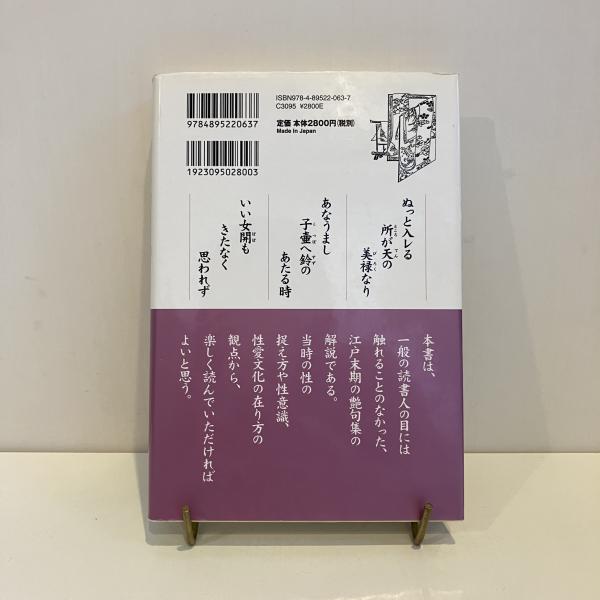 ISBN978-4-89522-063-7
C3095 ¥2800E
定価 本体2800円(税別)
Made in Japan
9784895220637
1923095028003
ぬっと入レる
所が天の
美禄なり
あなうまし
子壷へ鈴の
あたる時
いい女開も
きたなく
思われず
本書は、
一般の読書人の目には
触れることのなかった、
江戸末期の艶句集の
解説である。
当時の性の
捉え方や性意識、
性愛文化の在り方の
観点から、
楽しく読んでいただければ
よいと思う。